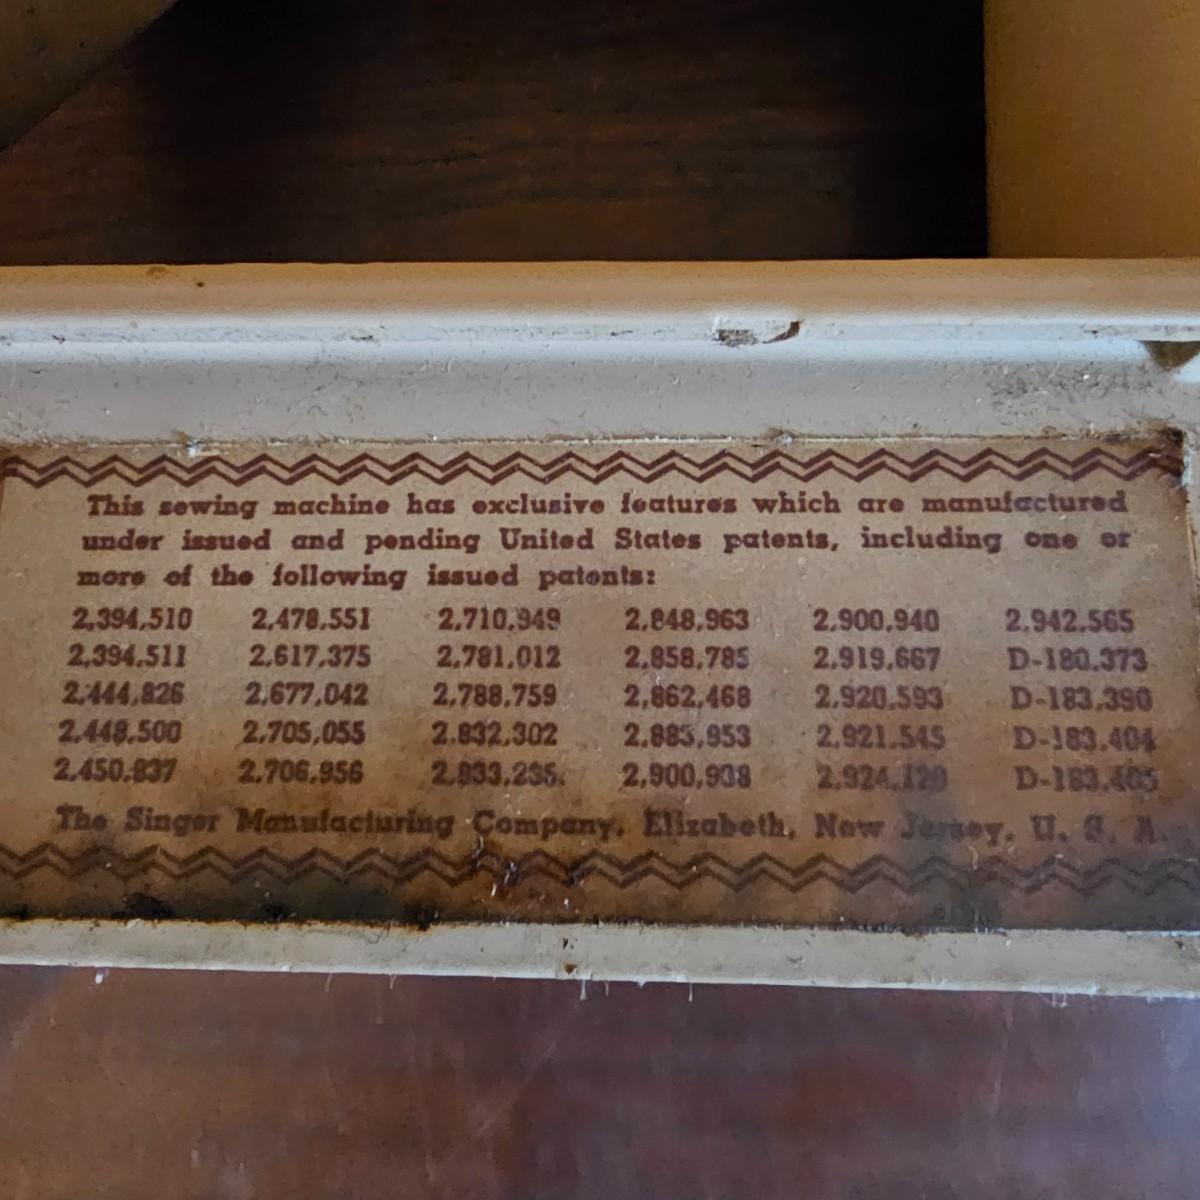 This sewing machine has exclusive features which are manufactured
under issued and pending United States patents, including one or
more of the following issued patents:
2,394,510 2,478,551 2,710,949 2,848,963 2,900,940 2,942,565
2,394,511 2,617,375 2,781,012 2,858,785 2,919,667 D-180,373
2,444,826 2,677,042 2,788,759 2,862,468 2,920,593 D-183,390
2,448,500 2,705,055 2,832,302 2,885,953 2,921,545 D-183,404
2,450,837 2,706,956 2,833,235. 2,900,938 D-183,405
The Singer Manufacturing Company, Elizabeth, New Jersey, U. S. A.